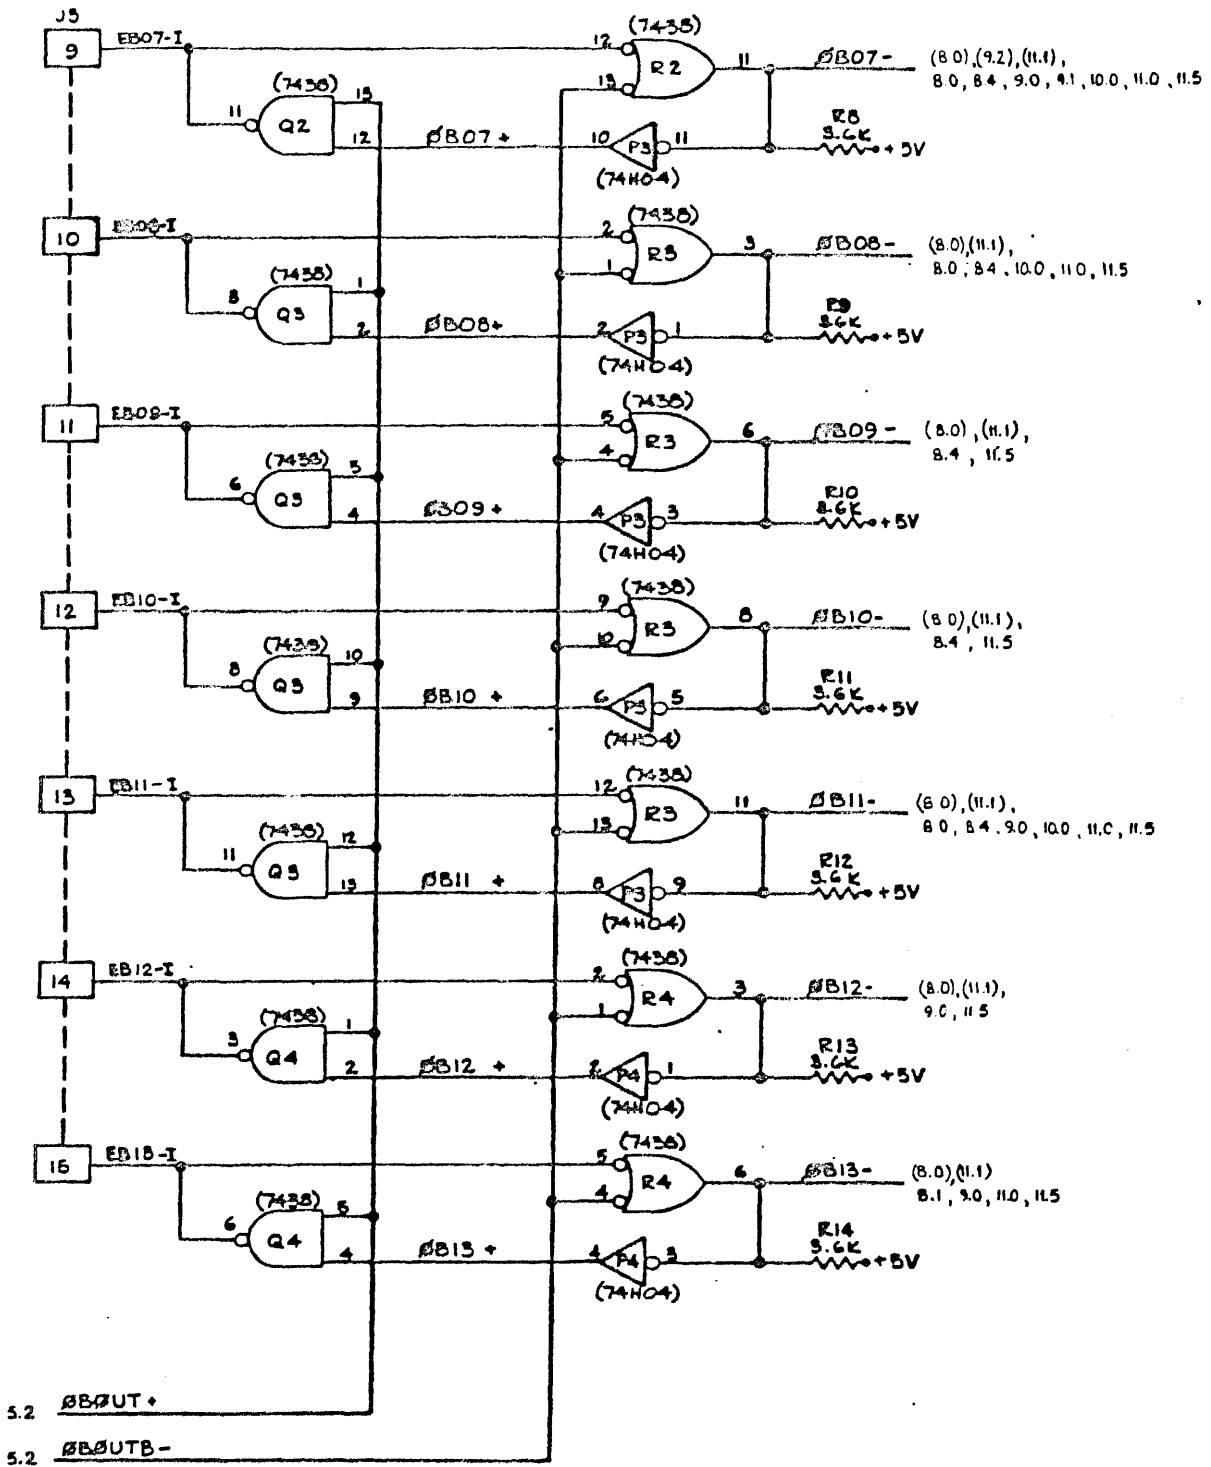 J5
9
EB07-I
12
(7438)
R2
13
11
ØB07-
(8.0),(9.2),(11.1),
8.0, 8.4, 9.0, 9.1, 10.0, 11.0, 11.5
(7438)
11
Q2
13
12
ØB07+
10
P3
11
(74H04)
R8
3.6K
+5V
10
2
(7438)
R3
1
3
ØB08-
(8.0),(11.1),
8.0, 8.4, 10.0, 11.0, 11.5
(7438)
Q3
1
2
ØB08+
2
P3
1
(74H04)
R9
3.6K
+5V
11
EB09-I
5
(7438)
R3
4
6
ØB09-
(8.0),(11.1),
8.4, 11.5
(7438)
6
Q3
5
4
ØB09+
4
P3
3
(74H04)
R10
3.6K
+5V
12
EB10-I
9
(7438)
R3
10
8
ØB10-
(8.0),(11.1),
8.4, 11.5
(7438)
8
Q3
10
9
ØB10+
6
P3
5
(74H04)
R11
3.6K
+5V
13
EB11-I
12
(7438)
R3
13
11
ØB11-
(8.0),(11.1),
8.0, 8.4, 9.0, 10.0, 11.0, 11.5
(7438)
11
Q3
12
13
ØB11+
8
P3
9
(74H04)
R12
3.6K
+5V
14
EB12-I
2
(7438)
R4
1
3
ØB12-
(8.0),(11.1),
9.0, 11.5
(7438)
3
Q4
1
2
ØB12+
2
P4
1
(74H04)
R13
3.6K
+5V
15
EB13-I
5
(7438)
R4
4
6
ØB13-
(8.0),(11.1)
8.1, 9.0, 11.0, 11.5
(7438)
6
Q4
5
4
ØB13+
4
P4
3
(74H04)
R14
3.6K
+5V
5.2 ØBØUT+
5.2 ØBØUTB-